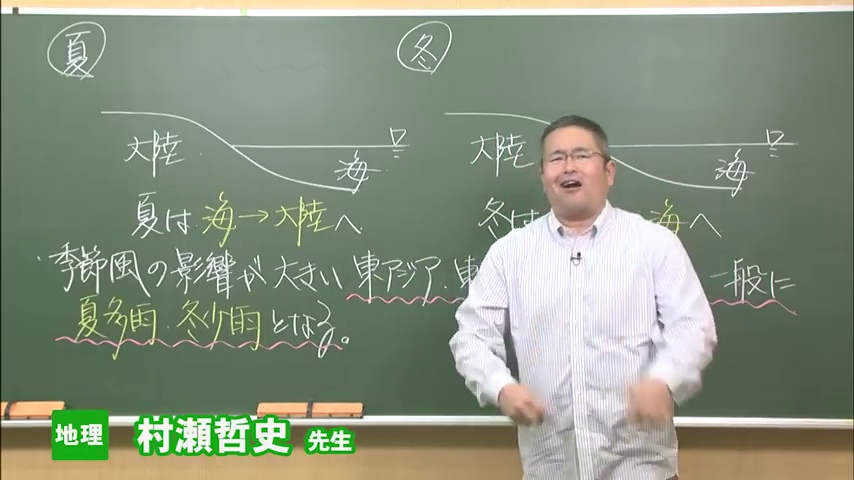 夏
冬
大陸
海
大陸
海
夏は 海→大陸へ
冬は 海へ
・季節風の影響が大きい 東アジア・東 一般に
夏多雨・冬少雨となる。
地理 村瀬哲史 先生